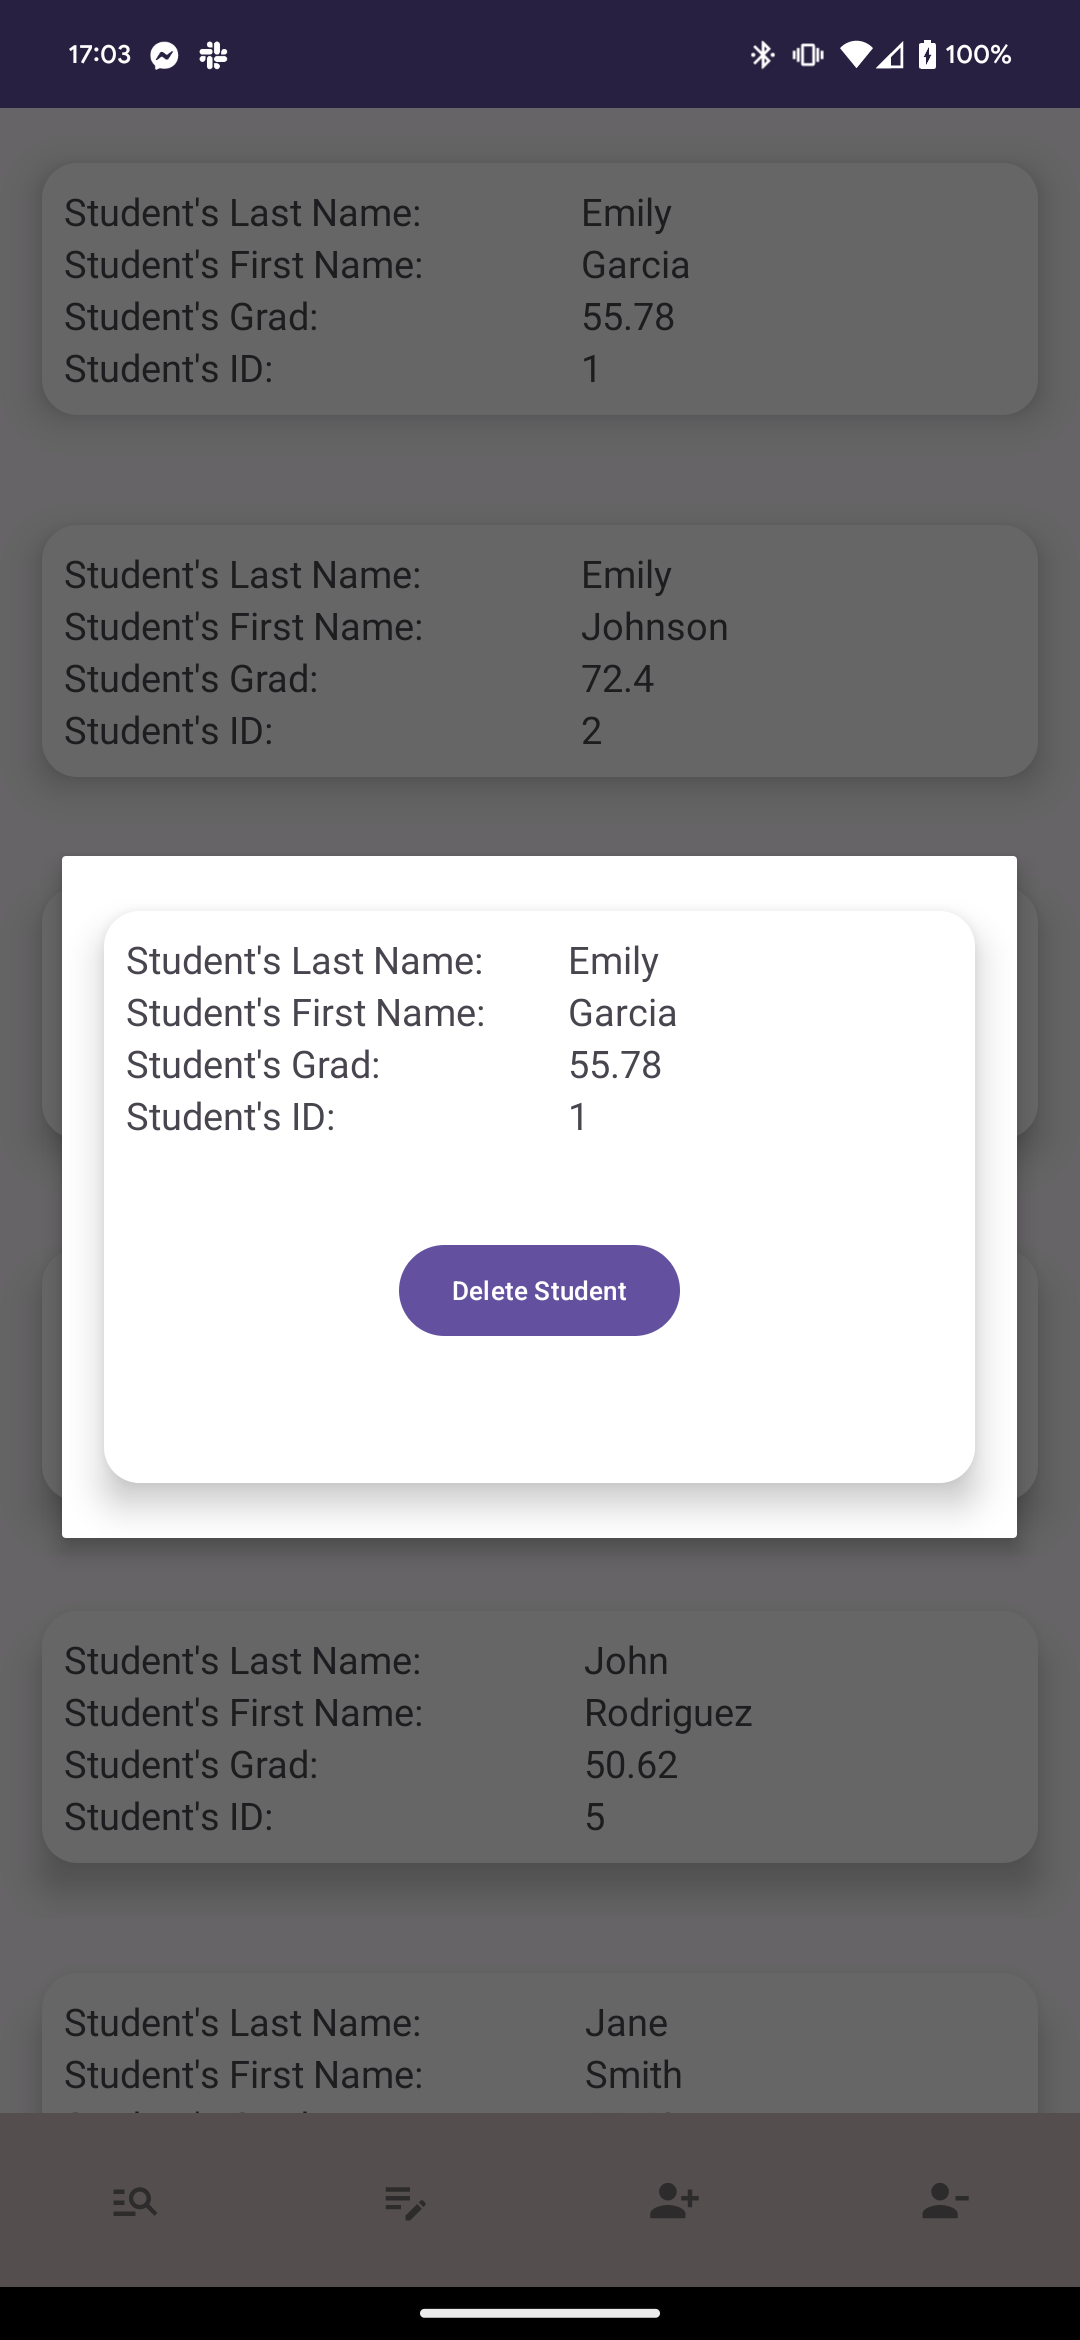 17:03 100%
Student's Last Name: Emily
Student's First Name: Garcia
Student's Grad: 55.78
Student's ID: 1
Student's Last Name: Emily
Student's First Name: Johnson
Student's Grad: 72.4
Student's ID: 2
Student's Last Name: Emily
Student's First Name: Garcia
Student's Grad: 55.78
Student's ID: 1
Delete Student
Student's Last Name: John
Student's First Name: Rodriguez
Student's Grad: 50.62
Student's ID: 5
Student's Last Name: Jane
Student's First Name: Smith